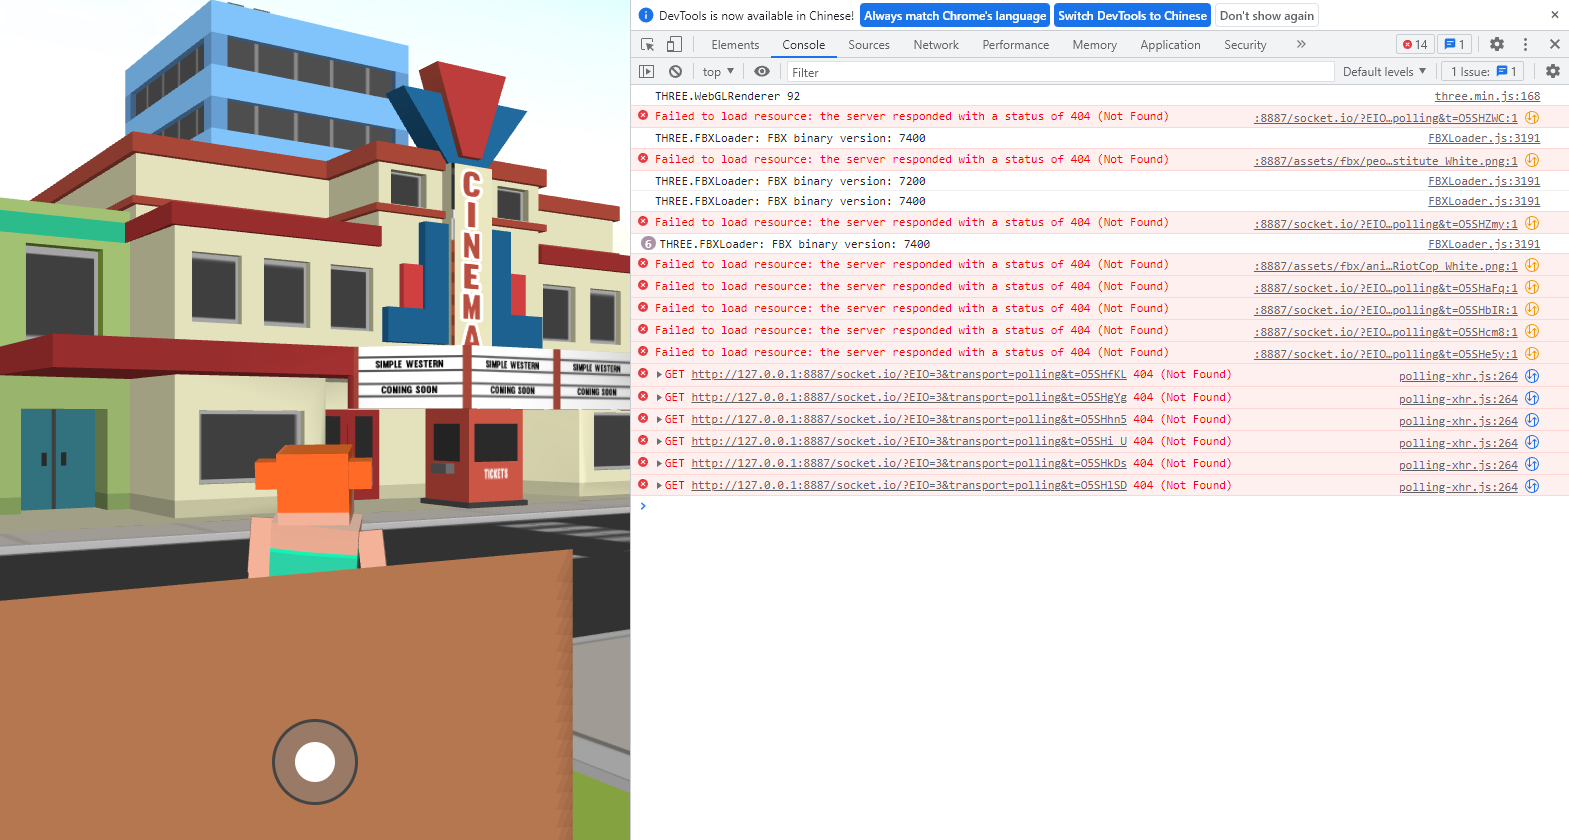 CINEMA
SIMPLE WESTERN
COMING SOON
SIMPLE WESTERN
COMING SOON
SIMPLE WESTERN
COMING SOON
TICKETS
DevTools is now available in Chinese! Always match Chrome's language Switch DevTools to Chinese Don't show again
Elements Console Sources Network Performance Memory Application Security » 14 1
top Filter Default levels 1 Issue: 1
THREE.WebGLRenderer 92 three.min.js:168
Failed to load resource: the server responded with a status of 404 (Not Found) :8887/socket.io/?EIO…polling&t=O5SHZWC:1
THREE.FBXLoader: FBX binary version: 7400 FBXLoader.js:3191
Failed to load resource: the server responded with a status of 404 (Not Found) :8887/assets/fbx/peo…stitute_White.png:1
THREE.FBXLoader: FBX binary version: 7200 FBXLoader.js:3191
THREE.FBXLoader: FBX binary version: 7400 FBXLoader.js:3191
Failed to load resource: the server responded with a status of 404 (Not Found) :8887/socket.io/?EIO…polling&t=O5SHZmy:1
6 THREE.FBXLoader: FBX binary version: 7400 FBXLoader.js:3191
Failed to load resource: the server responded with a status of 404 (Not Found) :8887/assets/fbx/ani…RiotCop_White.png:1
Failed to load resource: the server responded with a status of 404 (Not Found) :8887/socket.io/?EIO…polling&t=O5SHaFq:1
Failed to load resource: the server responded with a status of 404 (Not Found) :8887/socket.io/?EIO…polling&t=O5SHbIR:1
Failed to load resource: the server responded with a status of 404 (Not Found) :8887/socket.io/?EIO…polling&t=O5SHcm8:1
Failed to load resource: the server responded with a status of 404 (Not Found) :8887/socket.io/?EIO…polling&t=O5SHe5y:1
GET http://127.0.0.1:8887/socket.io/?EIO=3&transport=polling&t=O5SHfKL 404 (Not Found) polling-xhr.js:264
GET http://127.0.0.1:8887/socket.io/?EIO=3&transport=polling&t=O5SHgYg 404 (Not Found) polling-xhr.js:264
GET http://127.0.0.1:8887/socket.io/?EIO=3&transport=polling&t=O5SHhn5 404 (Not Found) polling-xhr.js:264
GET http://127.0.0.1:8887/socket.io/?EIO=3&transport=polling&t=O5SHi_U 404 (Not Found) polling-xhr.js:264
GET http://127.0.0.1:8887/socket.io/?EIO=3&transport=polling&t=O5SHkDs 404 (Not Found) polling-xhr.js:264
GET http://127.0.0.1:8887/socket.io/?EIO=3&transport=polling&t=O5SHlSD 404 (Not Found) polling-xhr.js:264